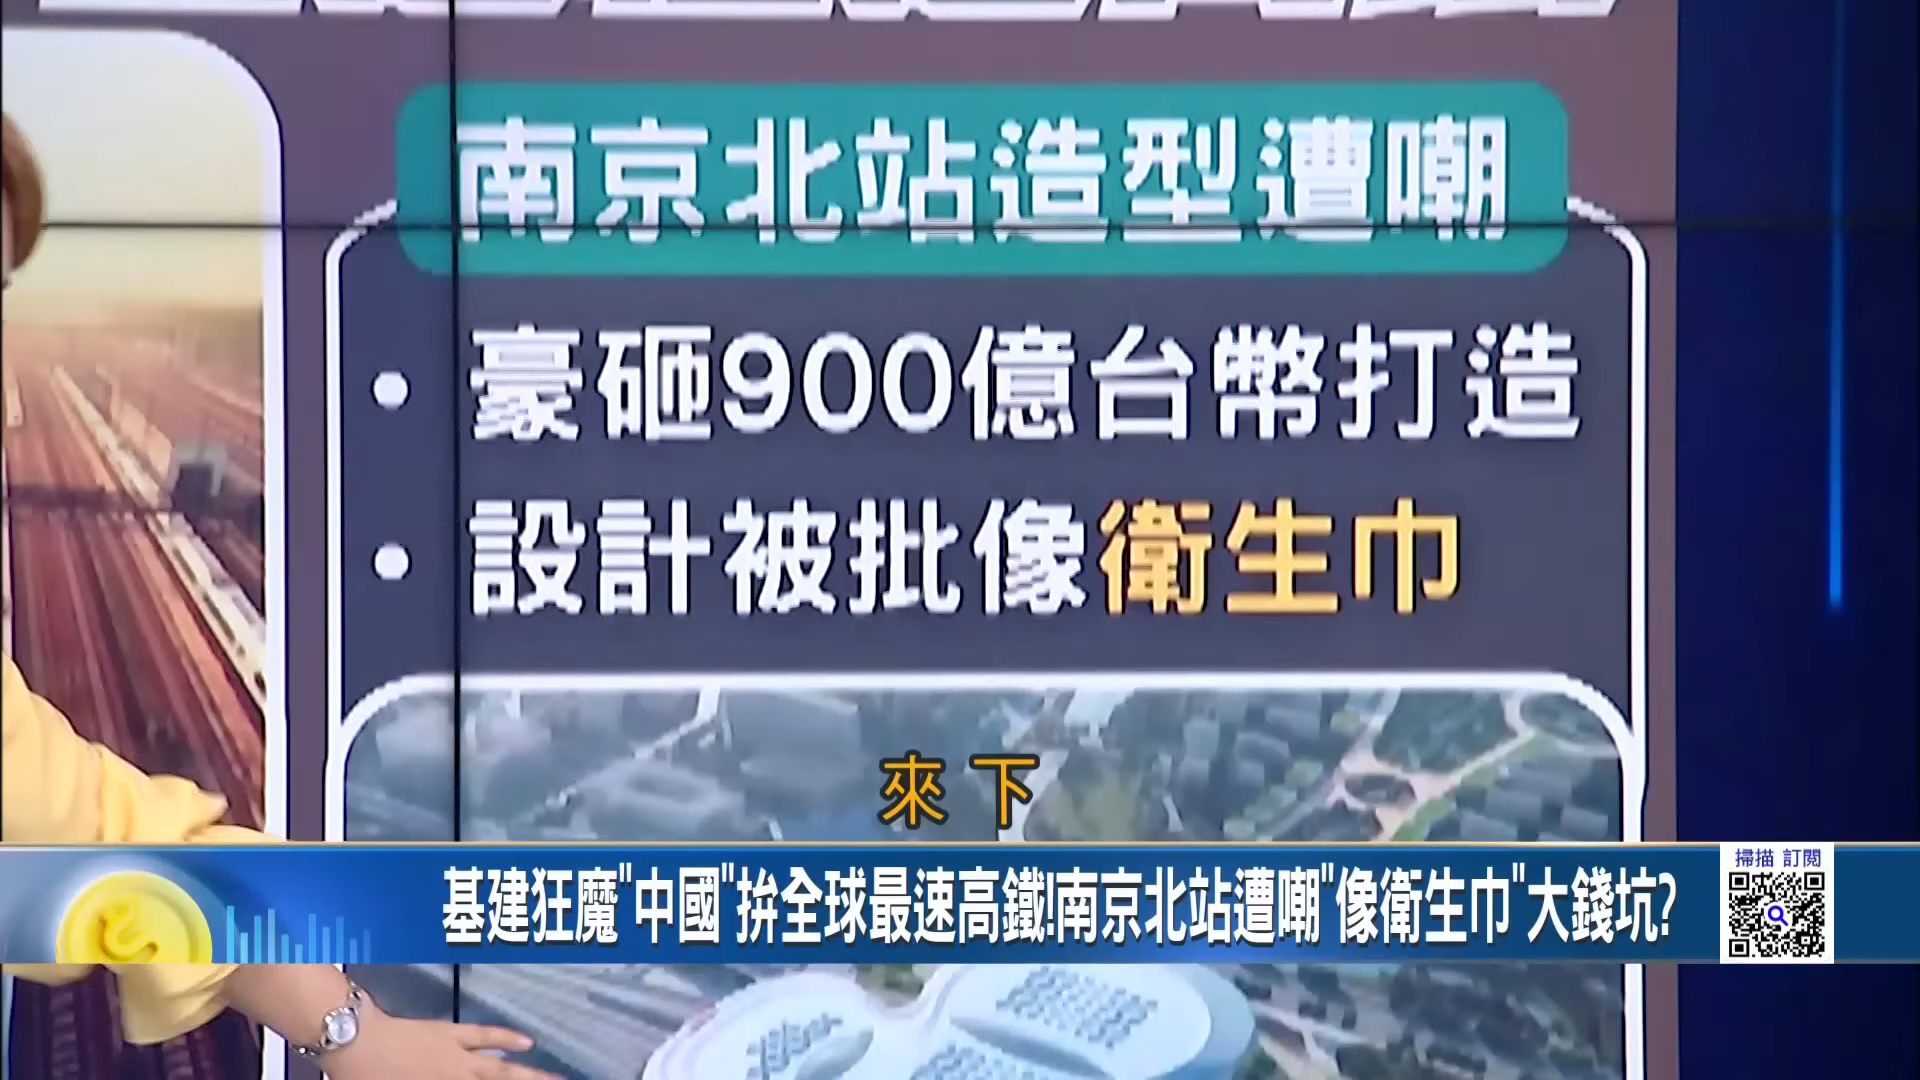 南京北站造型遭嘲
• 豪砸900億台幣打造
• 設計被批像衛生巾
來 下
基建狂魔"中國"拚全球最速高鐵!南京北站遭嘲"像衛生巾"大錢坑?
掃描 訂閱